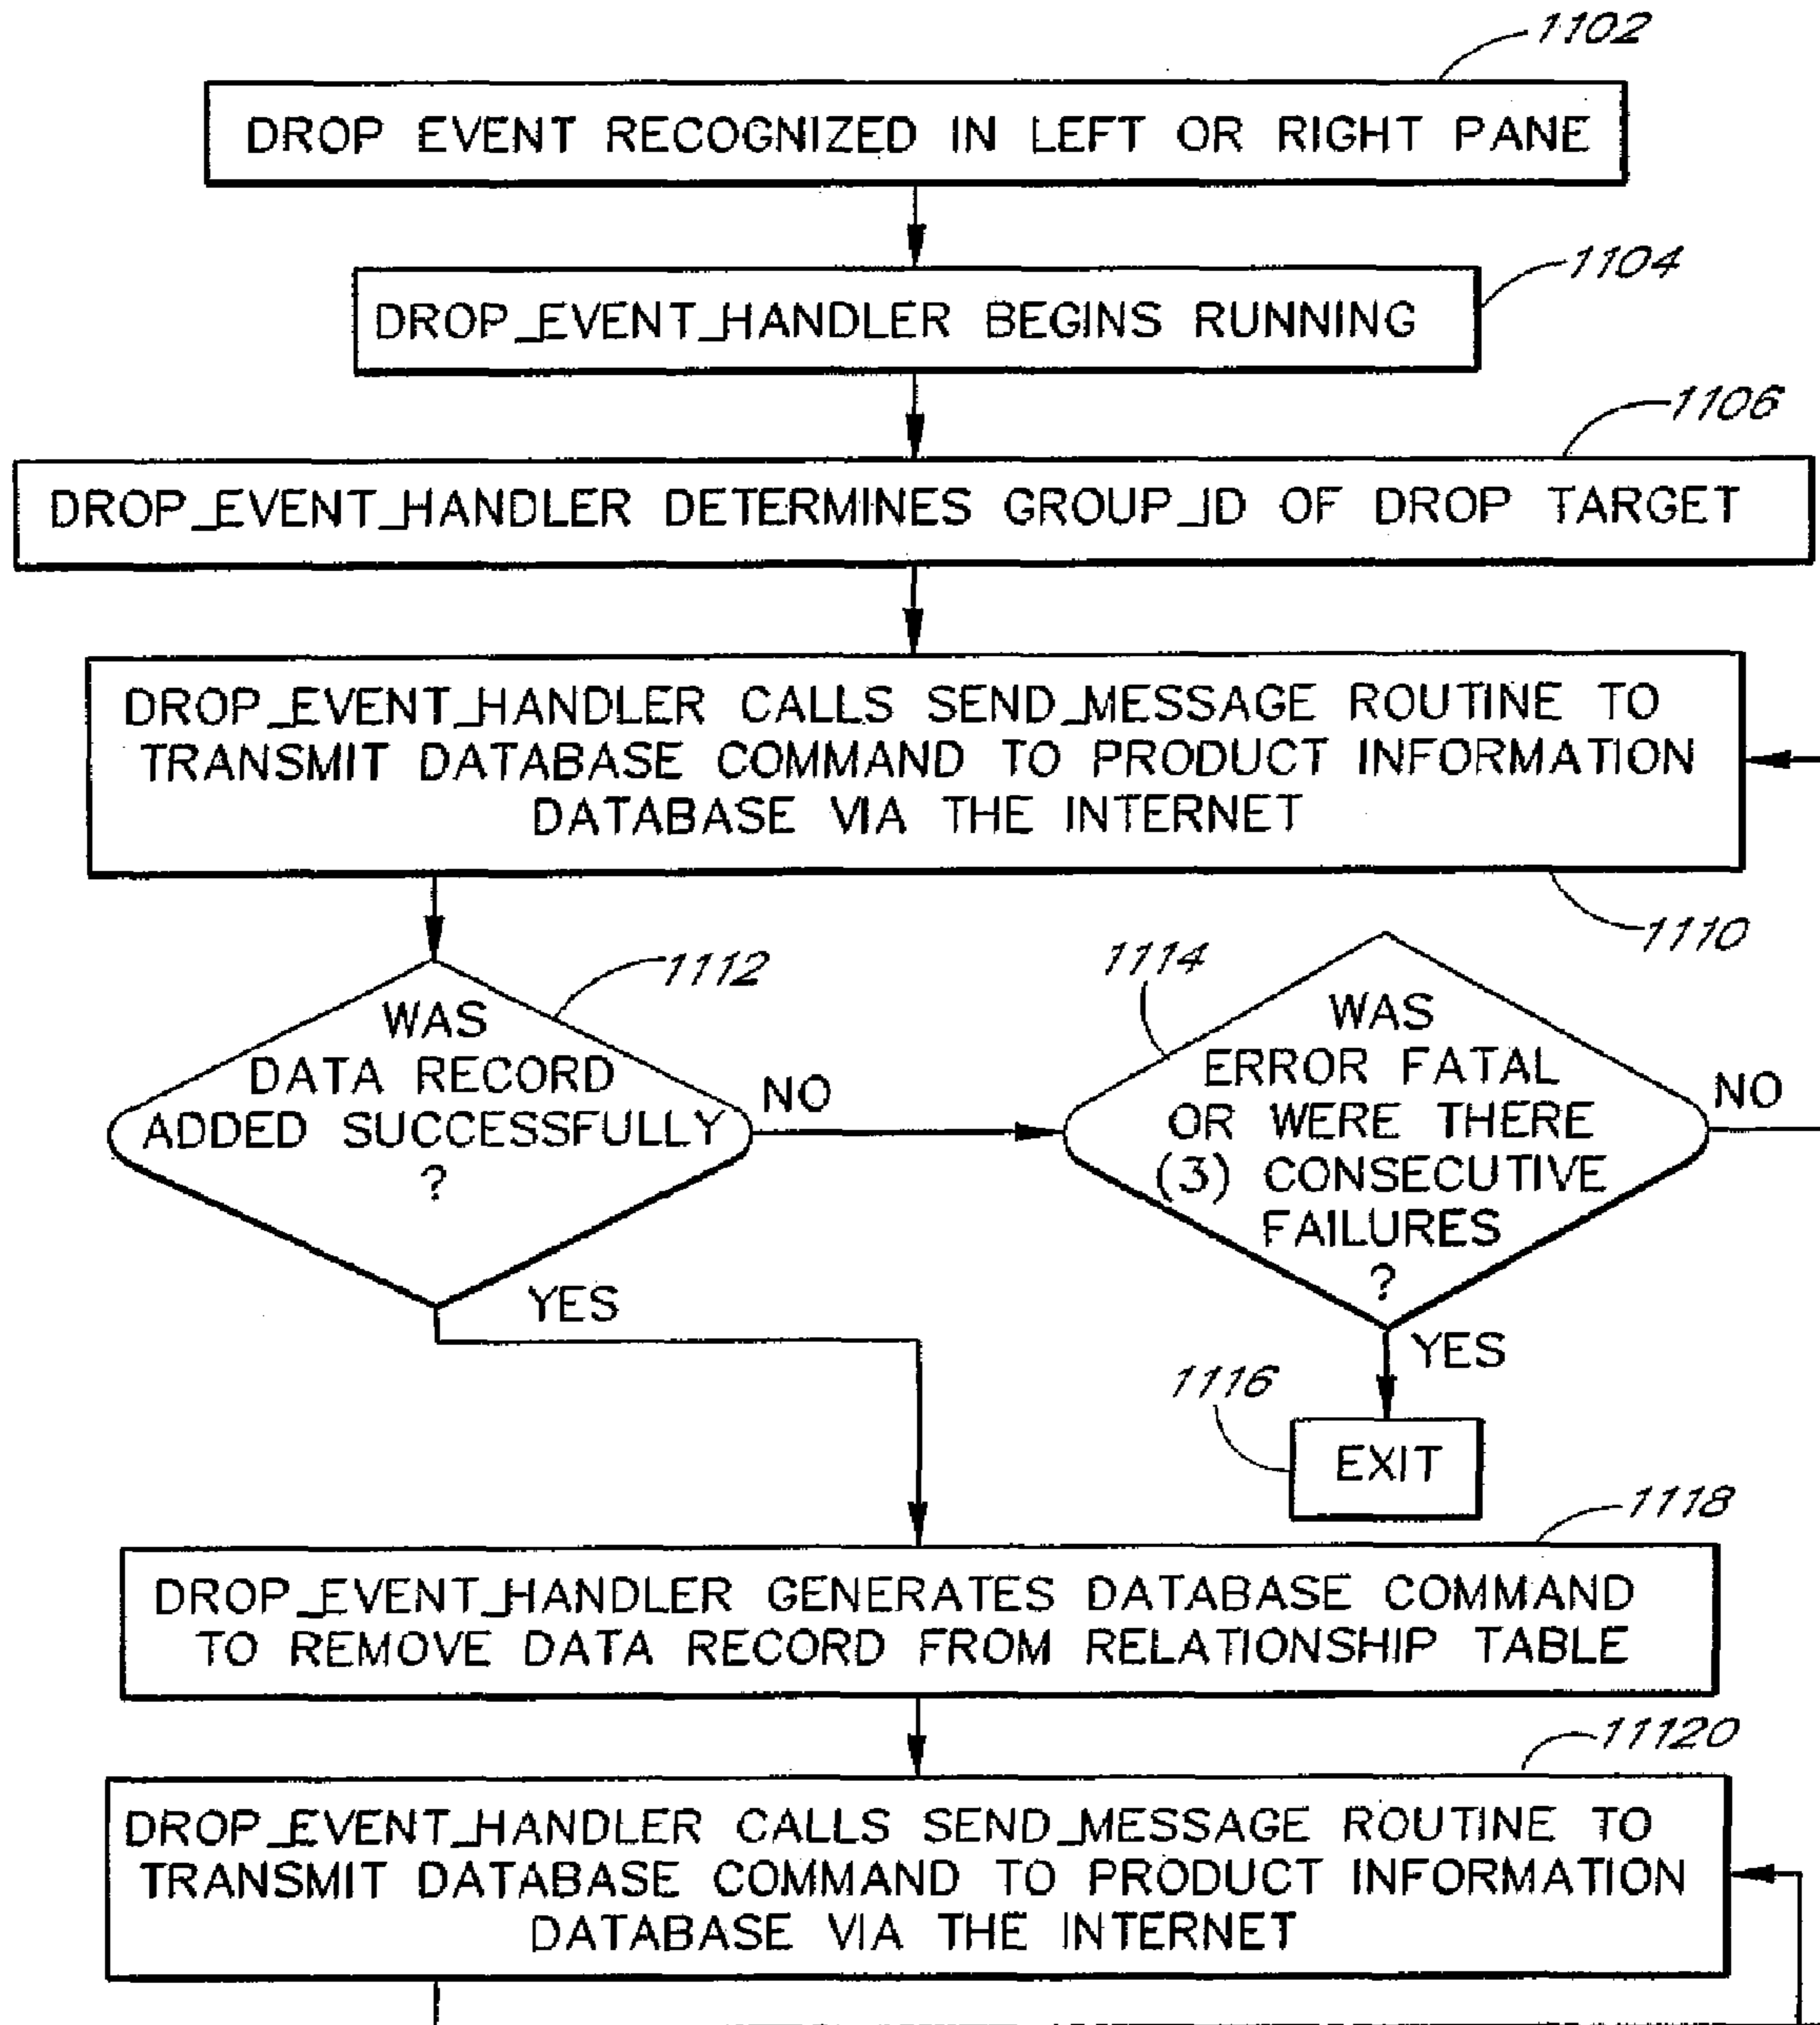 1102
DROP EVENT RECOGNIZED IN LEFT OR RIGHT PANE
1104
DROP_EVENT_HANDLER BEGINS RUNNING
1106
DROP_EVENT_HANDLER DETERMINES GROUP_ID OF DROP TARGET
DROP_EVENT_HANDLER CALLS SEND_MESSAGE ROUTINE TO
TRANSMIT DATABASE COMMAND TO PRODUCT INFORMATION
DATABASE VIA THE INTERNET
1110
1112
WAS
DATA RECORD
ADDED SUCCESSFULLY
?
NO
YES
1114
WAS
ERROR FATAL
OR WERE THERE
(3) CONSECUTIVE
FAILURES
?
NO
YES
1116
EXIT
1118
DROP_EVENT_HANDLER GENERATES DATABASE COMMAND
TO REMOVE DATA RECORD FROM RELATIONSHIP TABLE
11120
DROP_EVENT_HANDLER CALLS SEND_MESSAGE ROUTINE TO
TRANSMIT DATABASE COMMAND TO PRODUCT INFORMATION
DATABASE VIA THE INTERNET